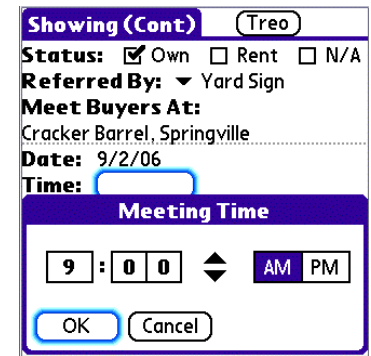 Showing (Cont) Treo
Status: Own Rent N/A
Referred By: Yard Sign
Meet Buyers At:
Cracker Barrel, Springville
Date: 9/2/06
Time:
Meeting Time
9 : 0 0 AM PM
OK Cancel